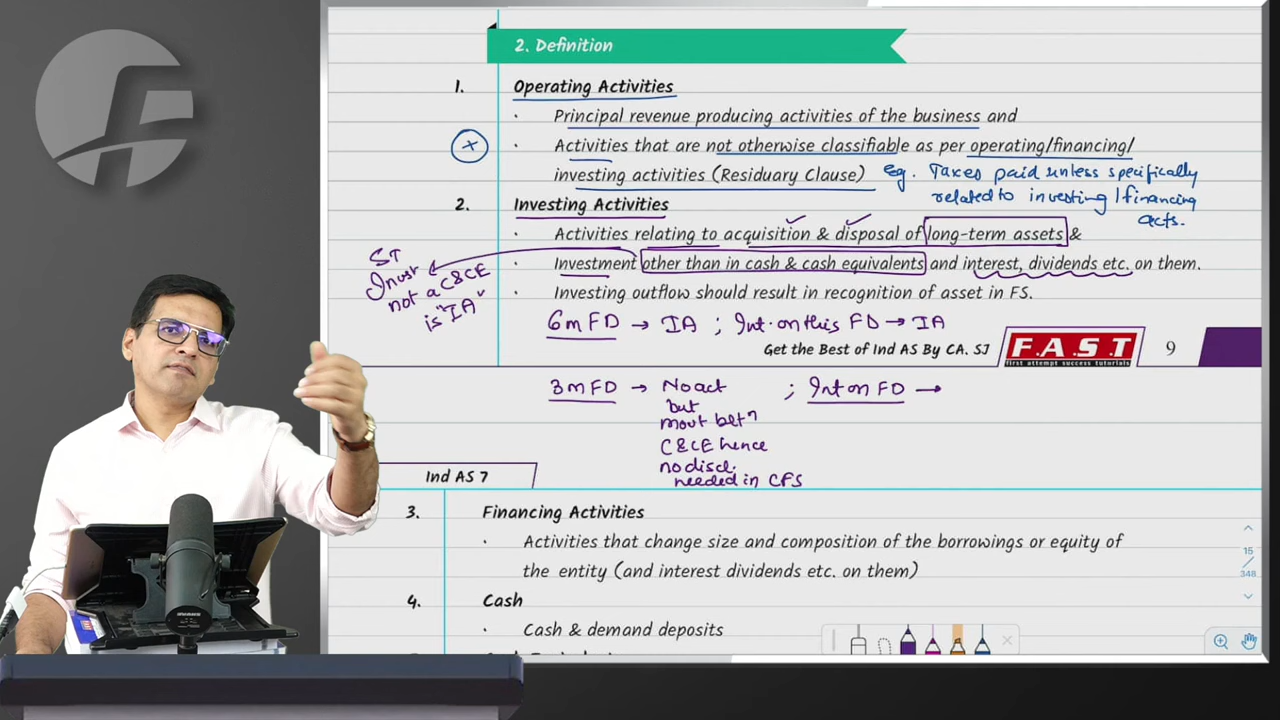 2. Definition
1. Operating Activities
· Principal revenue producing activities of the business and
· Activities that are not otherwise classifiable as per operating/financing/
investing activities (Residuary Clause) eg. Taxes paid unless specifically
related to investing / financing
acts.
2. Investing Activities
· Activities relating to acquisition & disposal of long-term assets &
· Investment other than in cash & cash equivalents and interest, dividends etc. on them.
ST
Invst
not a C&CE
is "IA"
· Investing outflow should result in recognition of asset in FS.
6m FD → IA ; Int. on this FD → IA
Get the Best of Ind AS By CA. SJ
F.A.S.T
first attempt success tutorials
9
3m FD → No act ; Int on FD →
but
movt betn
C&CE hence
no discl.
needed in CFS
Ind AS 7
3. Financing Activities
· Activities that change size and composition of the borrowings or equity of
the entity (and interest dividends etc. on them)
4. Cash
· Cash & demand deposits
15
/
348